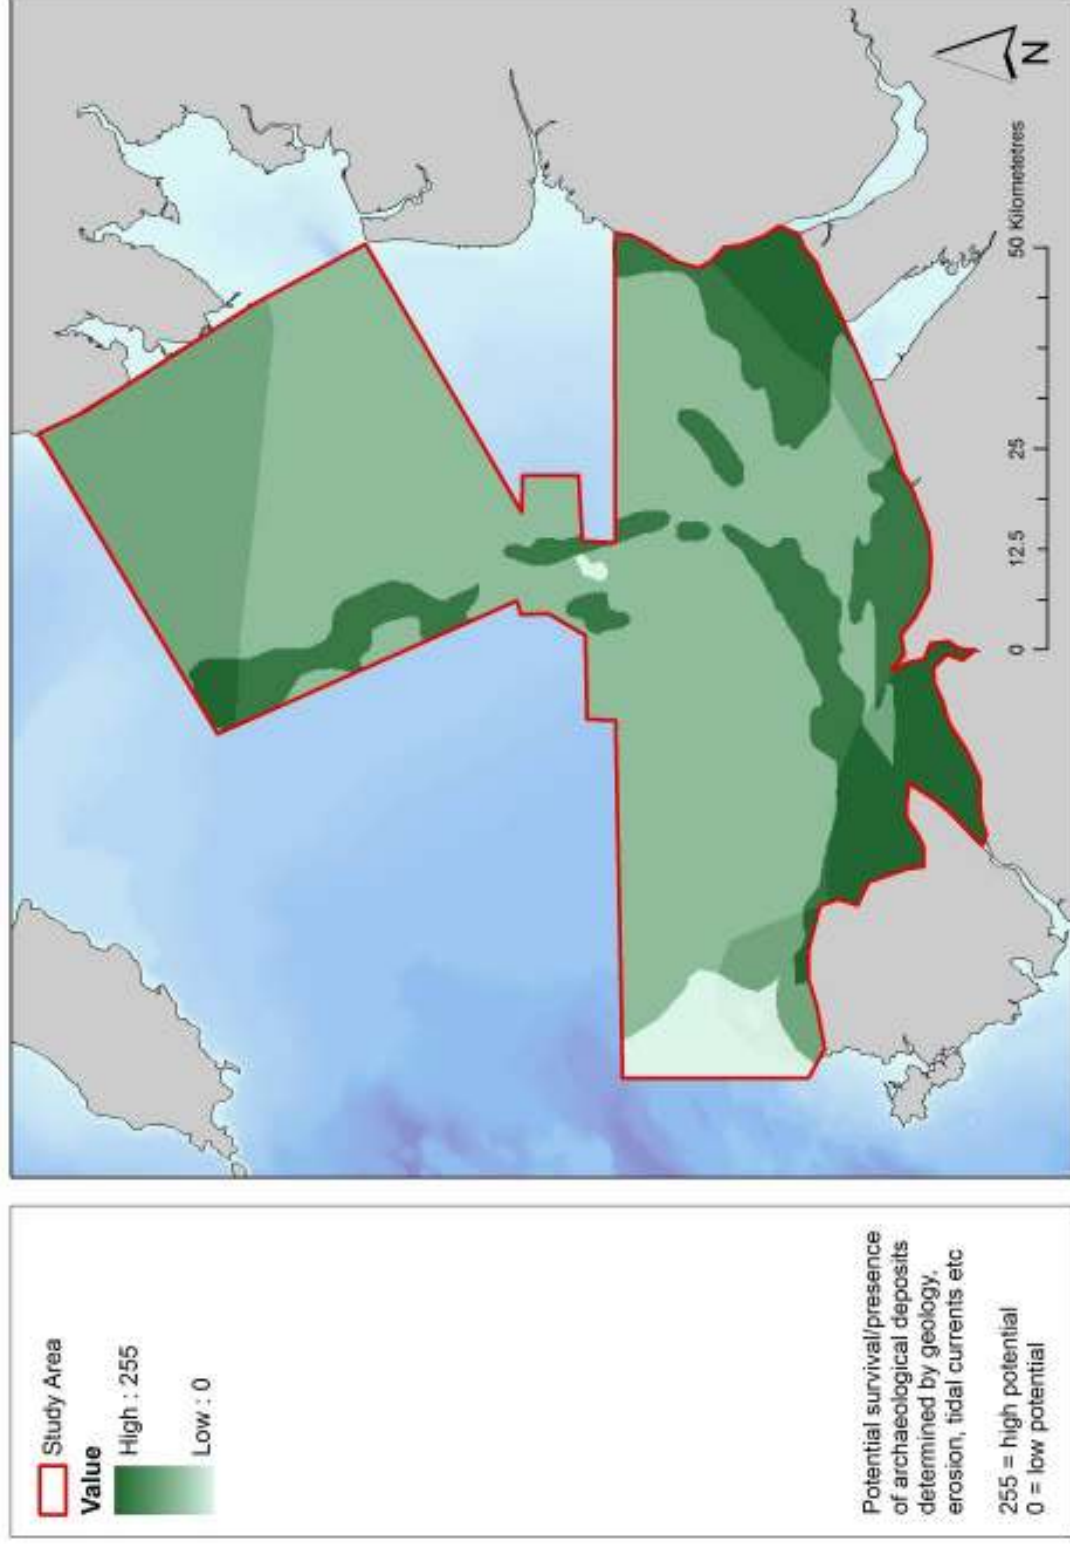 Study Area
Value
High : 255
Low : 0
Potential survival/presence
of archaeological deposits
determined by geology,
erosion, tidal currents etc
255 = high potential
0 = low potential
0 12.5 25 50 Kilometetres
N